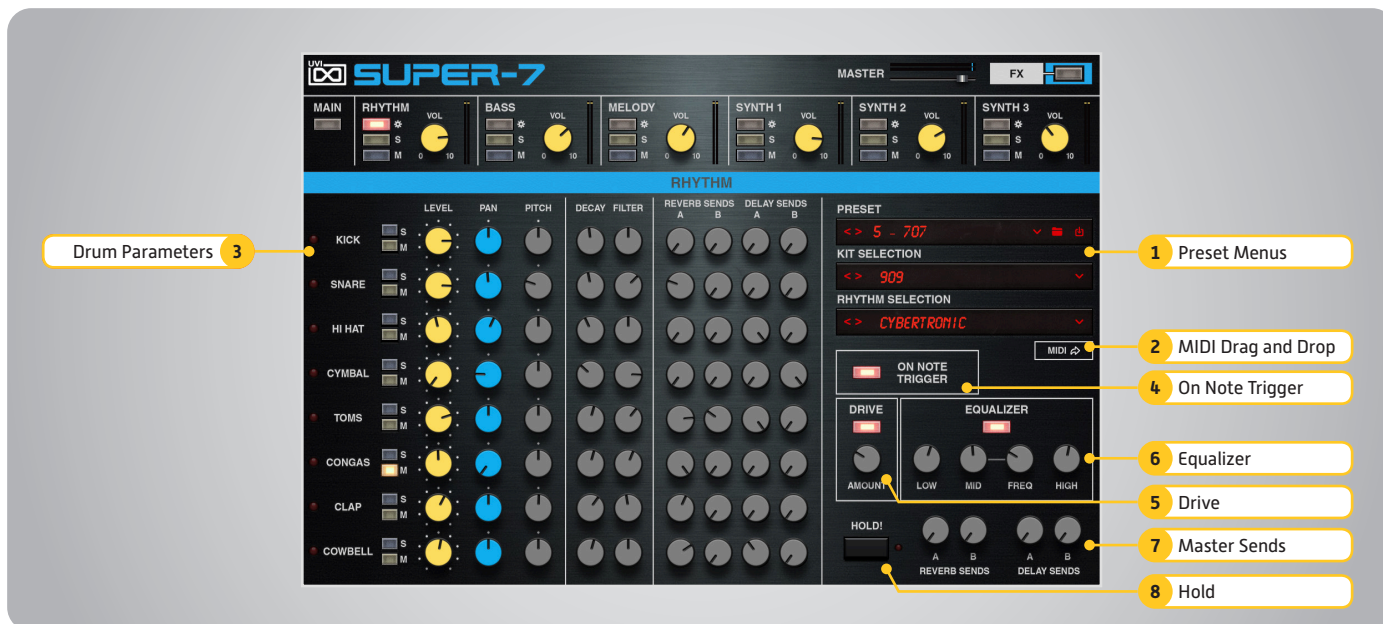 UVI SUPER-7 MASTER FX
MAIN RHYTHM BASS MELODY SYNTH 1 SYNTH 2 SYNTH 3
VOL VOL VOL VOL VOL VOL
S S S S S S
M 0 10 M 0 10 M 0 10 M 0 10 M 0 10 M 0 10
RHYTHM
LEVEL PAN PITCH DECAY FILTER REVERB SENDS DELAY SENDS
A B A B
KICK S
M
SNARE S
M
HI HAT S
M
CYMBAL S
M
TOMS S
M
CONGAS S
M
CLAP S
M
COWBELL S
M
PRESET
<> 5 - 707
KIT SELECTION
<> 909
RHYTHM SELECTION
<> CYBERTRONIC
MIDI
ON NOTE
TRIGGER
DRIVE
AMOUNT
EQUALIZER
LOW MID FREQ HIGH
HOLD!
A B A B
REVERB SENDS DELAY SENDS
Drum Parameters 3
1 Preset Menus
2 MIDI Drag and Drop
4 On Note Trigger
6 Equalizer
5 Drive
7 Master Sends
8 Hold